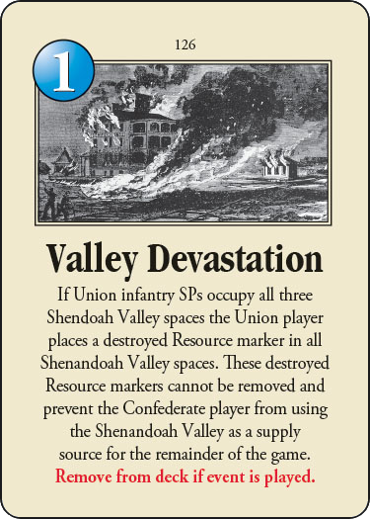 126
1
Valley Devastation
If Union infantry SPs occupy all three
Shendoah Valley spaces the Union player
places a destroyed Resource marker in all
Shenandoah Valley spaces. These destroyed
Resource markers cannot be removed and
prevent the Confederate player from using
the Shenandoah Valley as a supply
source for the remainder of the game.
Remove from deck if event is played.